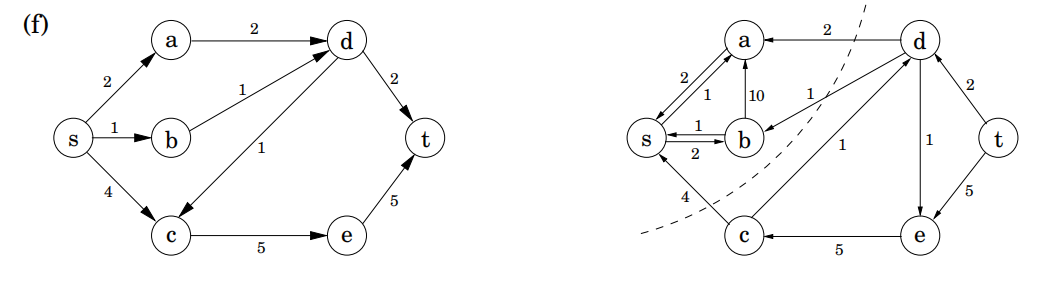 (f)
a 2 d
2 1 2
s 1 b t
4 1 5
c 5 e
a 2 d
2 1 10 1 2
s 1 2 b 1 1 t
4 5
c 5 e